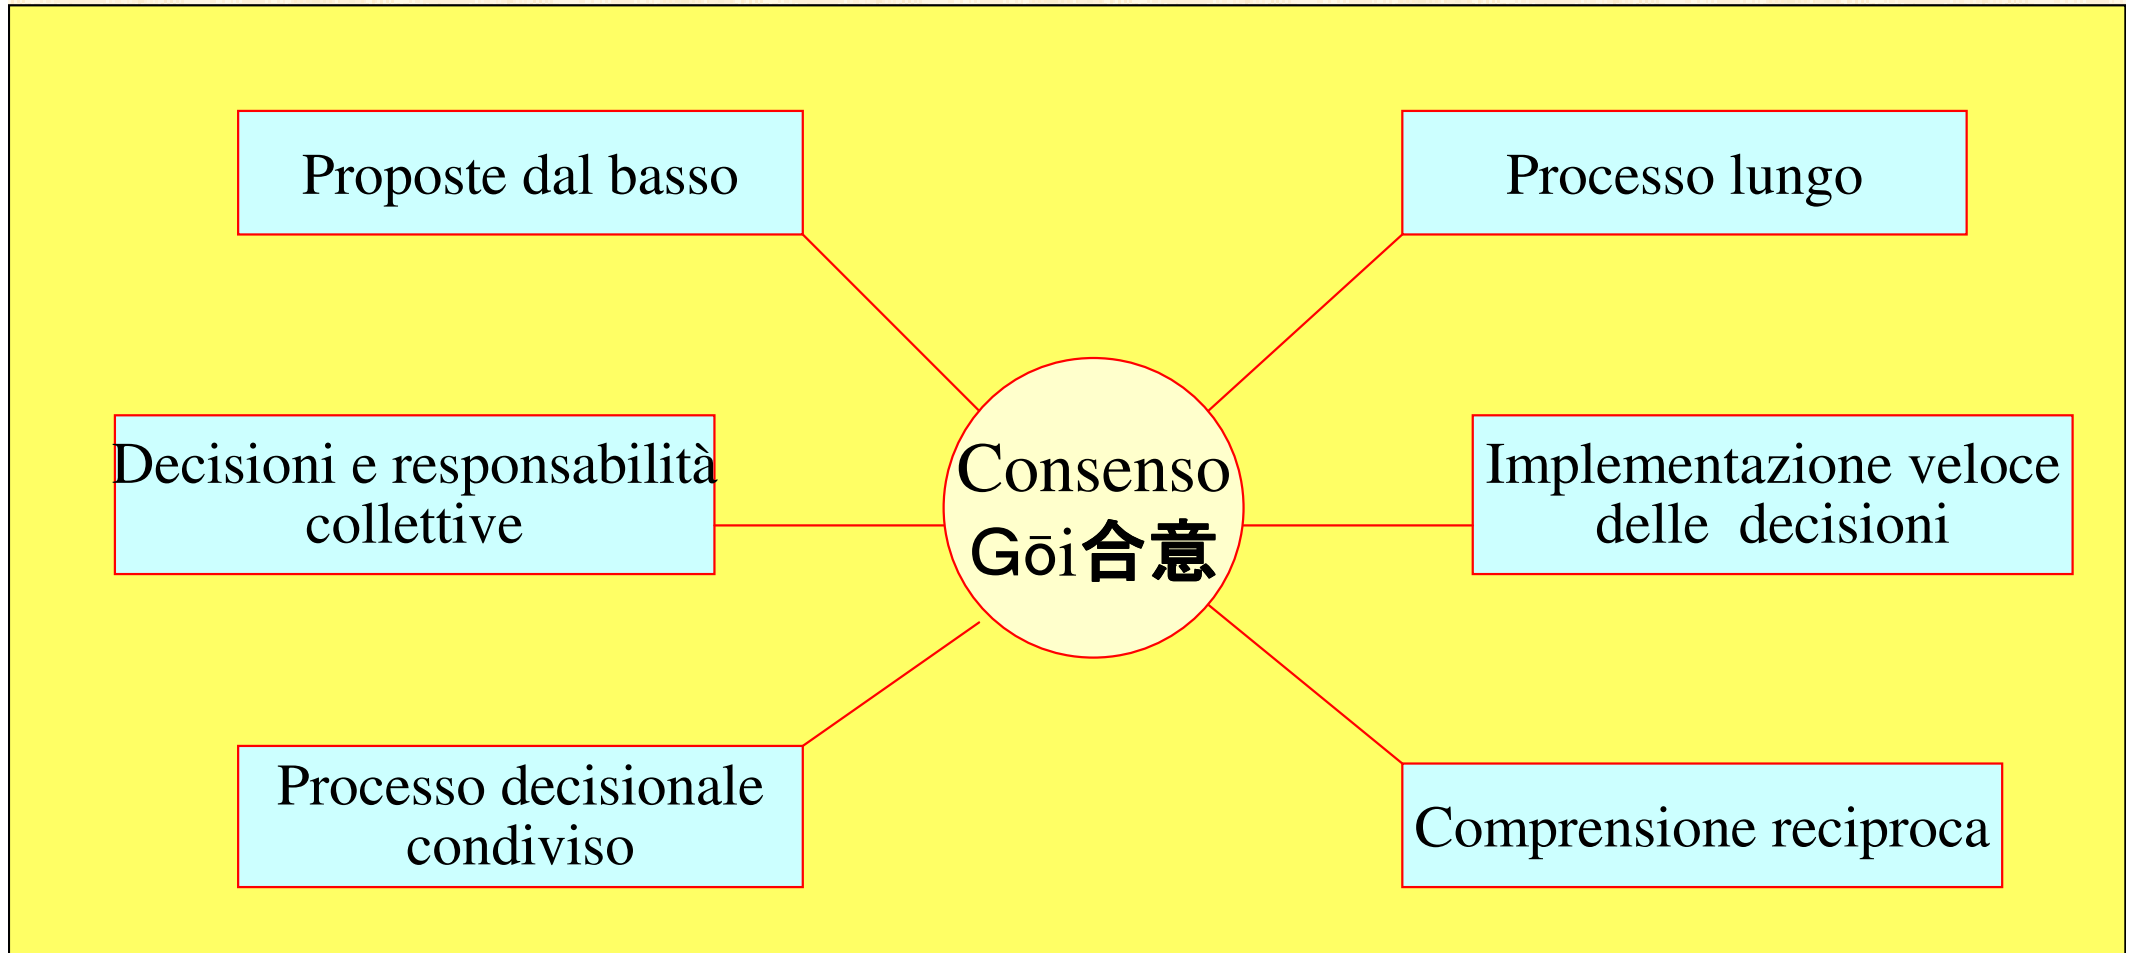 Proposte dal basso
Processo lungo
Decisioni e responsabilità
collettive
Consenso
Gōi合意
Implementazione veloce
delle  decisioni
Processo decisionale
condiviso
Comprensione reciproca